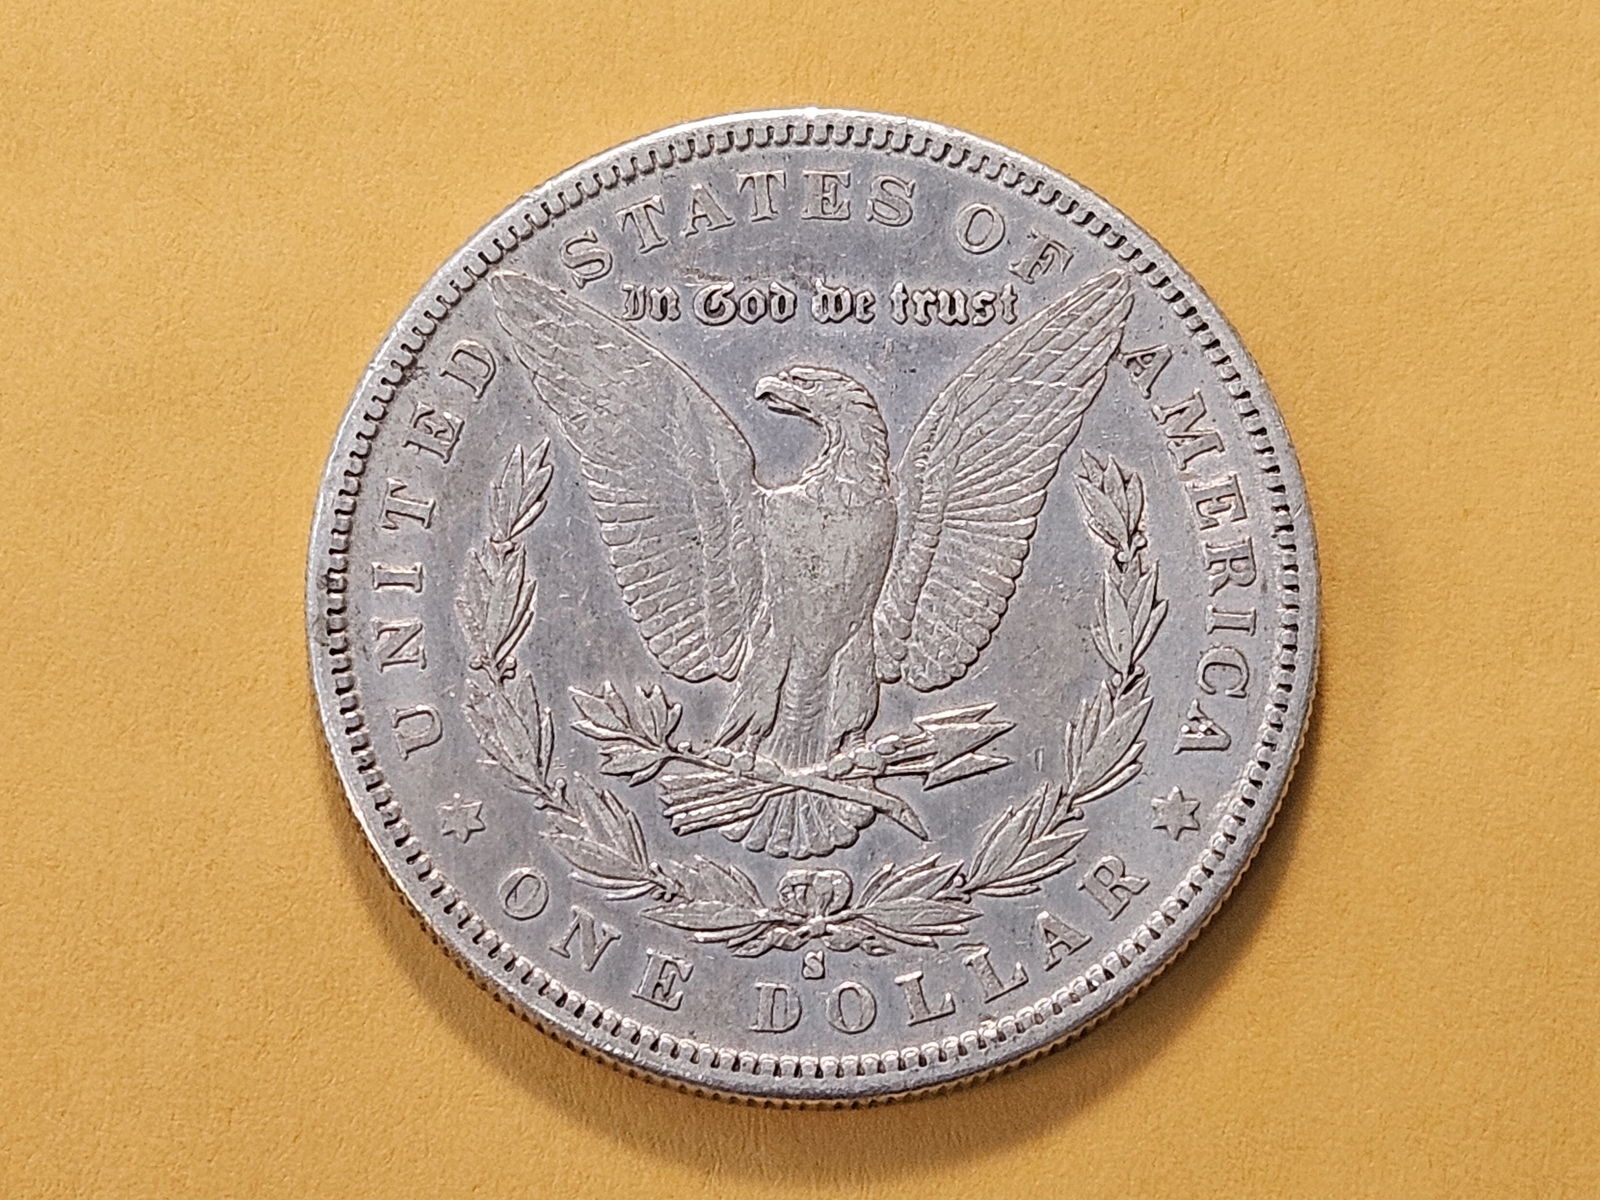 UNITED STATES OF AMERICA
In God we trust
S
ONE DOLLAR